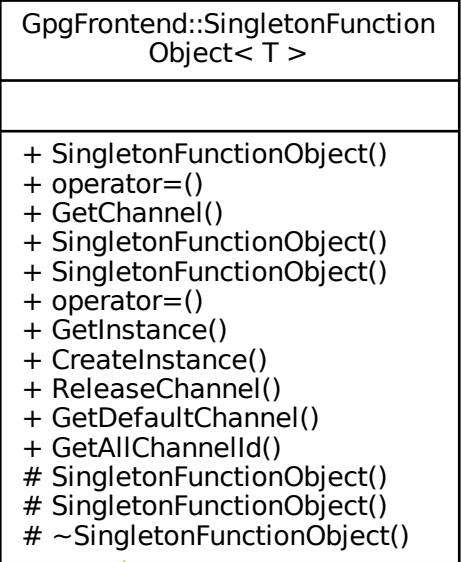 GpgFrontend::SingletonFunction
Object< T >
+ SingletonFunctionObject()
+ operator=()
+ GetChannel()
+ SingletonFunctionObject()
+ SingletonFunctionObject()
+ operator=()
+ GetInstance()
+ CreateInstance()
+ ReleaseChannel()
+ GetDefaultChannel()
+ GetAllChannelId()
# SingletonFunctionObject()
# SingletonFunctionObject()
# ~SingletonFunctionObject()